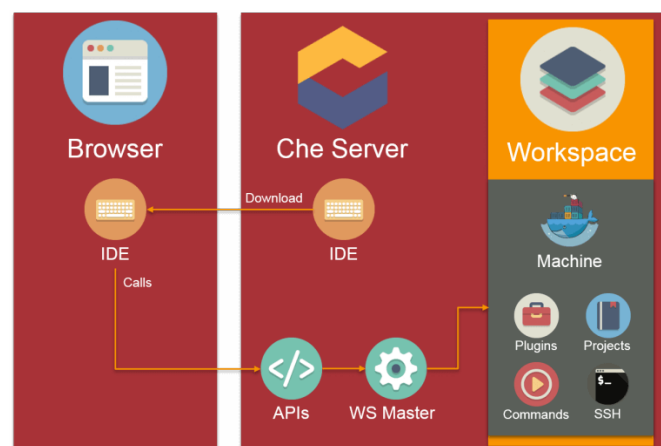 Browser
Che Server
Workspace
Download
IDE
IDE
Machine
Calls
Plugins
Projects
$_
APIs
WS Master
Commands
SSH